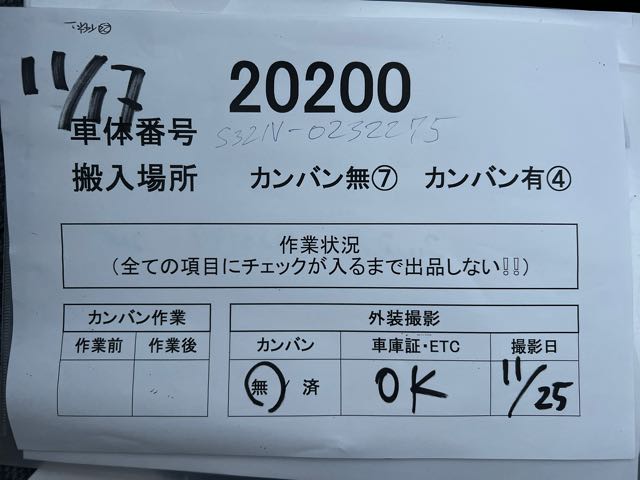 11/17
20200
車体番号 S321N-0232275
搬入場所 カンバン無⑦ カンバン有④
作業状況
(全ての項目にチェックが入るまで出品しない!!)
カンバン作業 外装撮影
作業前 作業後 カンバン 車庫証・ETC 撮影日
無 / 済 OK 11/25